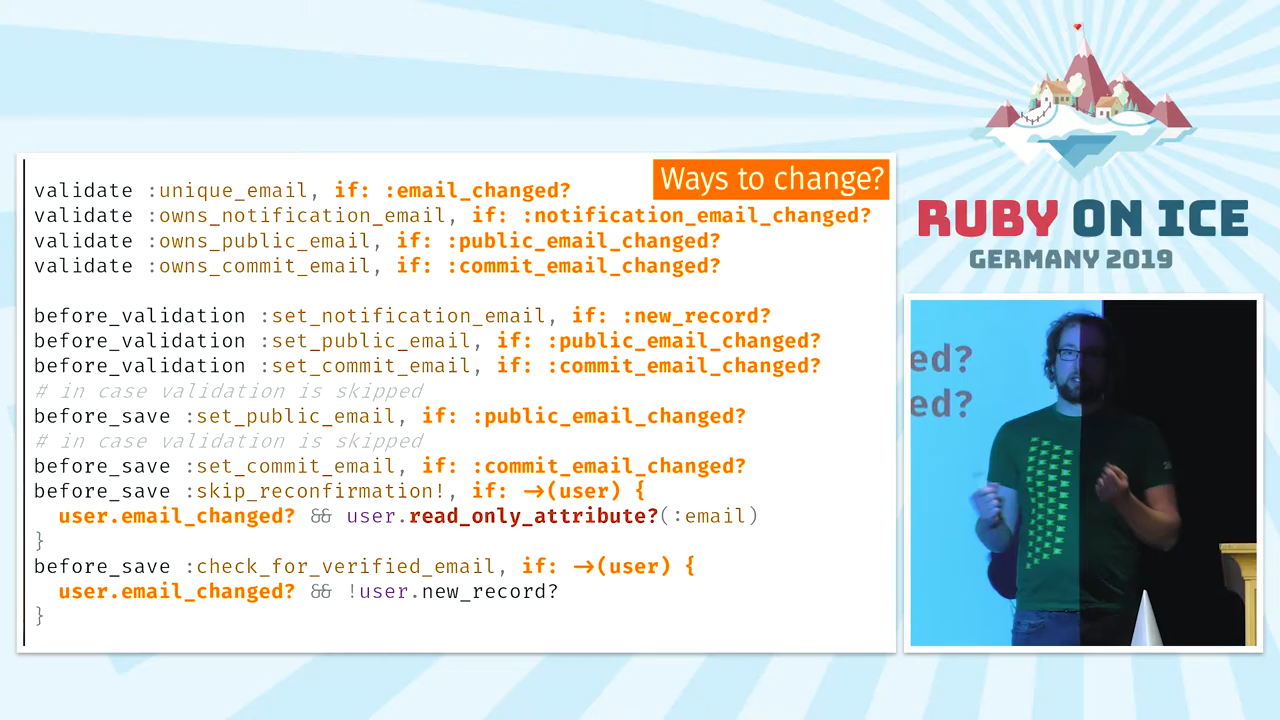 Ways to change?
validate :unique_email, if: :email_changed?
validate :owns_notification_email, if: :notification_email_changed?
validate :owns_public_email, if: :public_email_changed?
validate :owns_commit_email, if: :commit_email_changed?
before_validation :set_notification_email, if: :new_record?
before_validation :set_public_email, if: :public_email_changed?
before_validation :set_commit_email, if: :commit_email_changed?
# in case validation is skipped
before_save :set_public_email, if: :public_email_changed?
# in case validation is skipped
before_save :set_commit_email, if: :commit_email_changed?
before_save :skip_reconfirmation!, if: ->(user) {
user.email_changed? && user.read_only_attribute?(:email)
}
before_save :check_for_verified_email, if: ->(user) {
user.email_changed? && !user.new_record?
}
RUBY ON ICE
GERMANY 2019
ed?
ed?